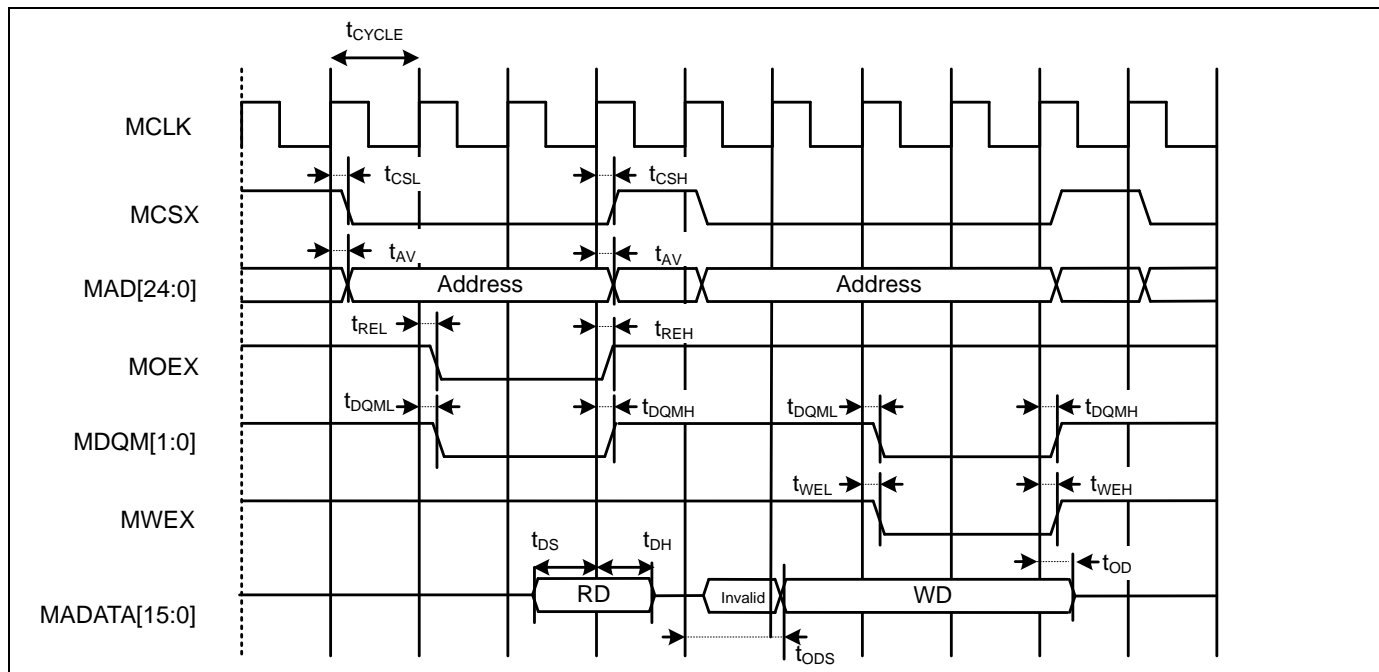 tCYCLE
MCLK
tCSL
tCSH
MCSX
tAV
tAV
MAD[24:0]
Address
Address
tREL
tREH
MOEX
tDQML
tDQMH
tDQML
tDQMH
MDQM[1:0]
tWEL
tWEH
MWEX
tDS
tDH
tOD
MADATA[15:0]
RD
Invalid
WD
tODS